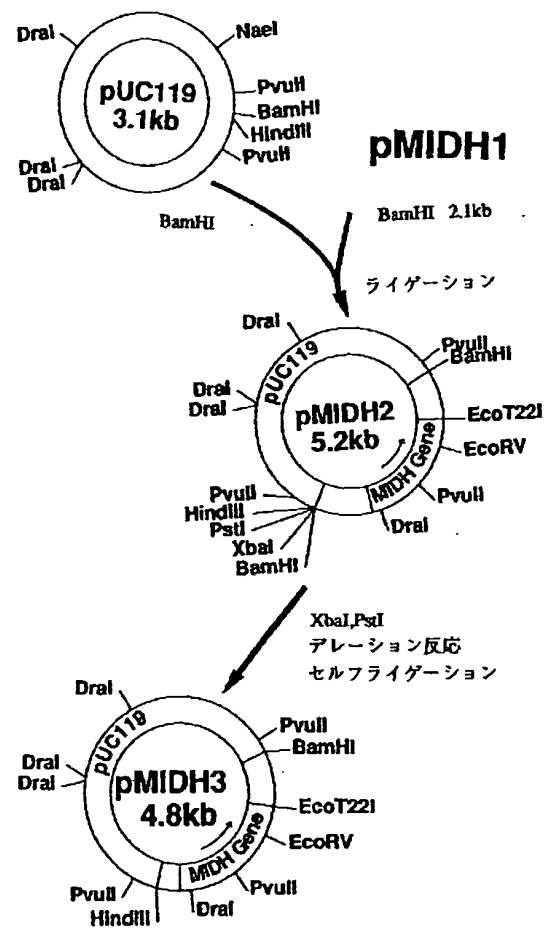 DraI
NaeI
pUC119
3.1kb
PvuII
BamHI
HindIII
PvuII
DraI
DraI
pMIDH1
BamHI
BamHI 2.1kb
ライゲーション
DraI
pUC119
PvuII
BamHI
DraI
DraI
pMIDH2
5.2kb
EcoT22I
EcoRV
MIDH Gene
PvuII
PvuII
HindIII
PstI
XbaI
BamHI
DraI
XbaI,PstI
デレーション反応
セルフライゲーション
DraI
pUC119
PvuII
BamHI
DraI
DraI
pMIDH3
4.8kb
EcoT22I
EcoRV
MIDH Gene
PvuII
PvuII
HindIII
DraI